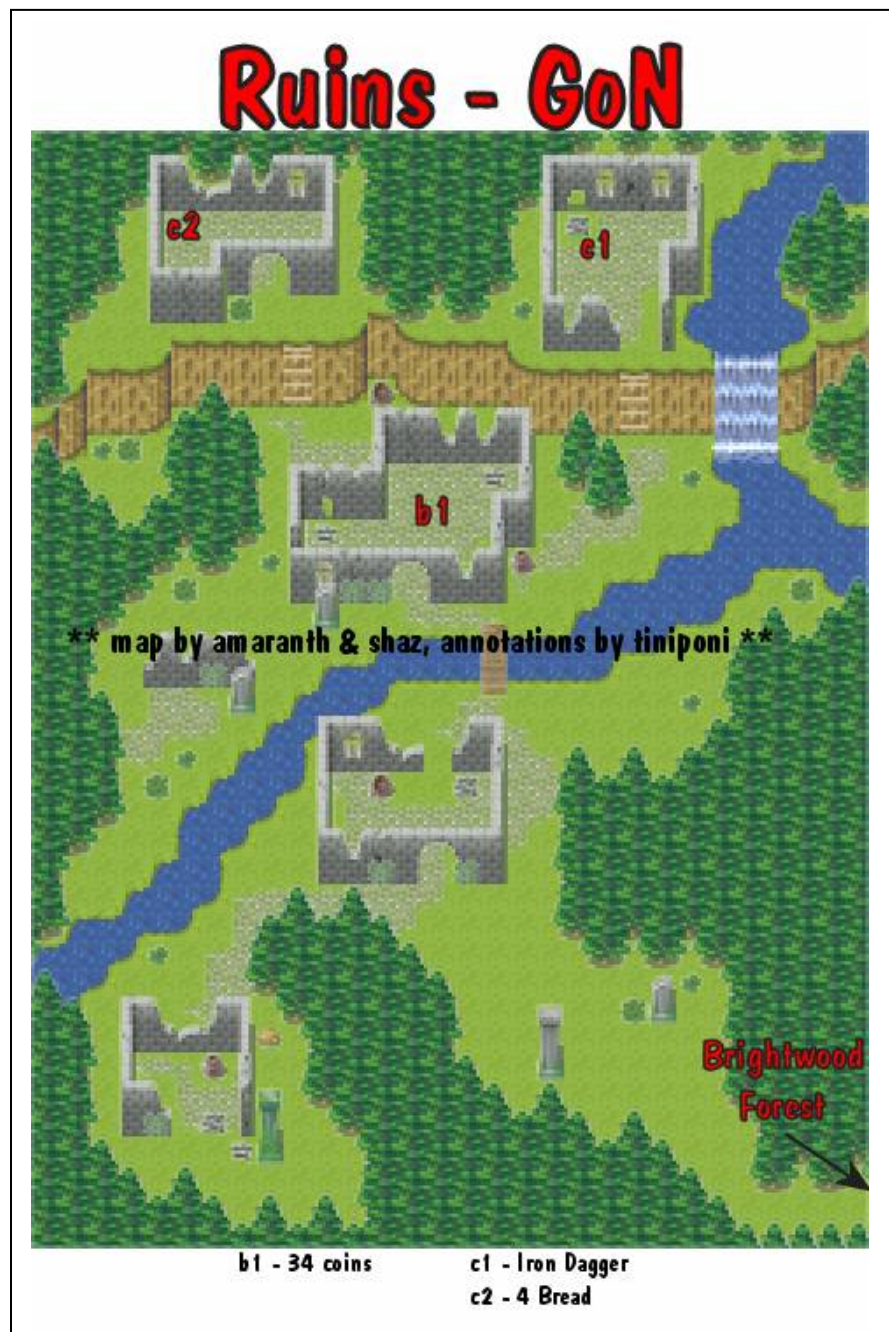 Ruins - GoN
c2
c1
b1
** map by amaranth & shaz, annotations by tiniponi **
Brightwood
Forest
b1 - 34 coins
c1 - Iron Dagger
c2 - 4 Bread